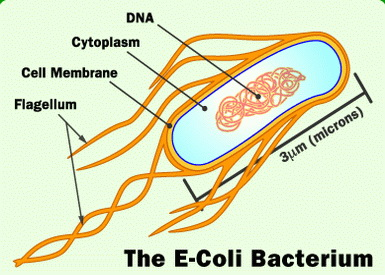 DNA
Cytoplasm
Cell Membrane
Flagellum
3µm (microns)
The E-Coli Bacterium